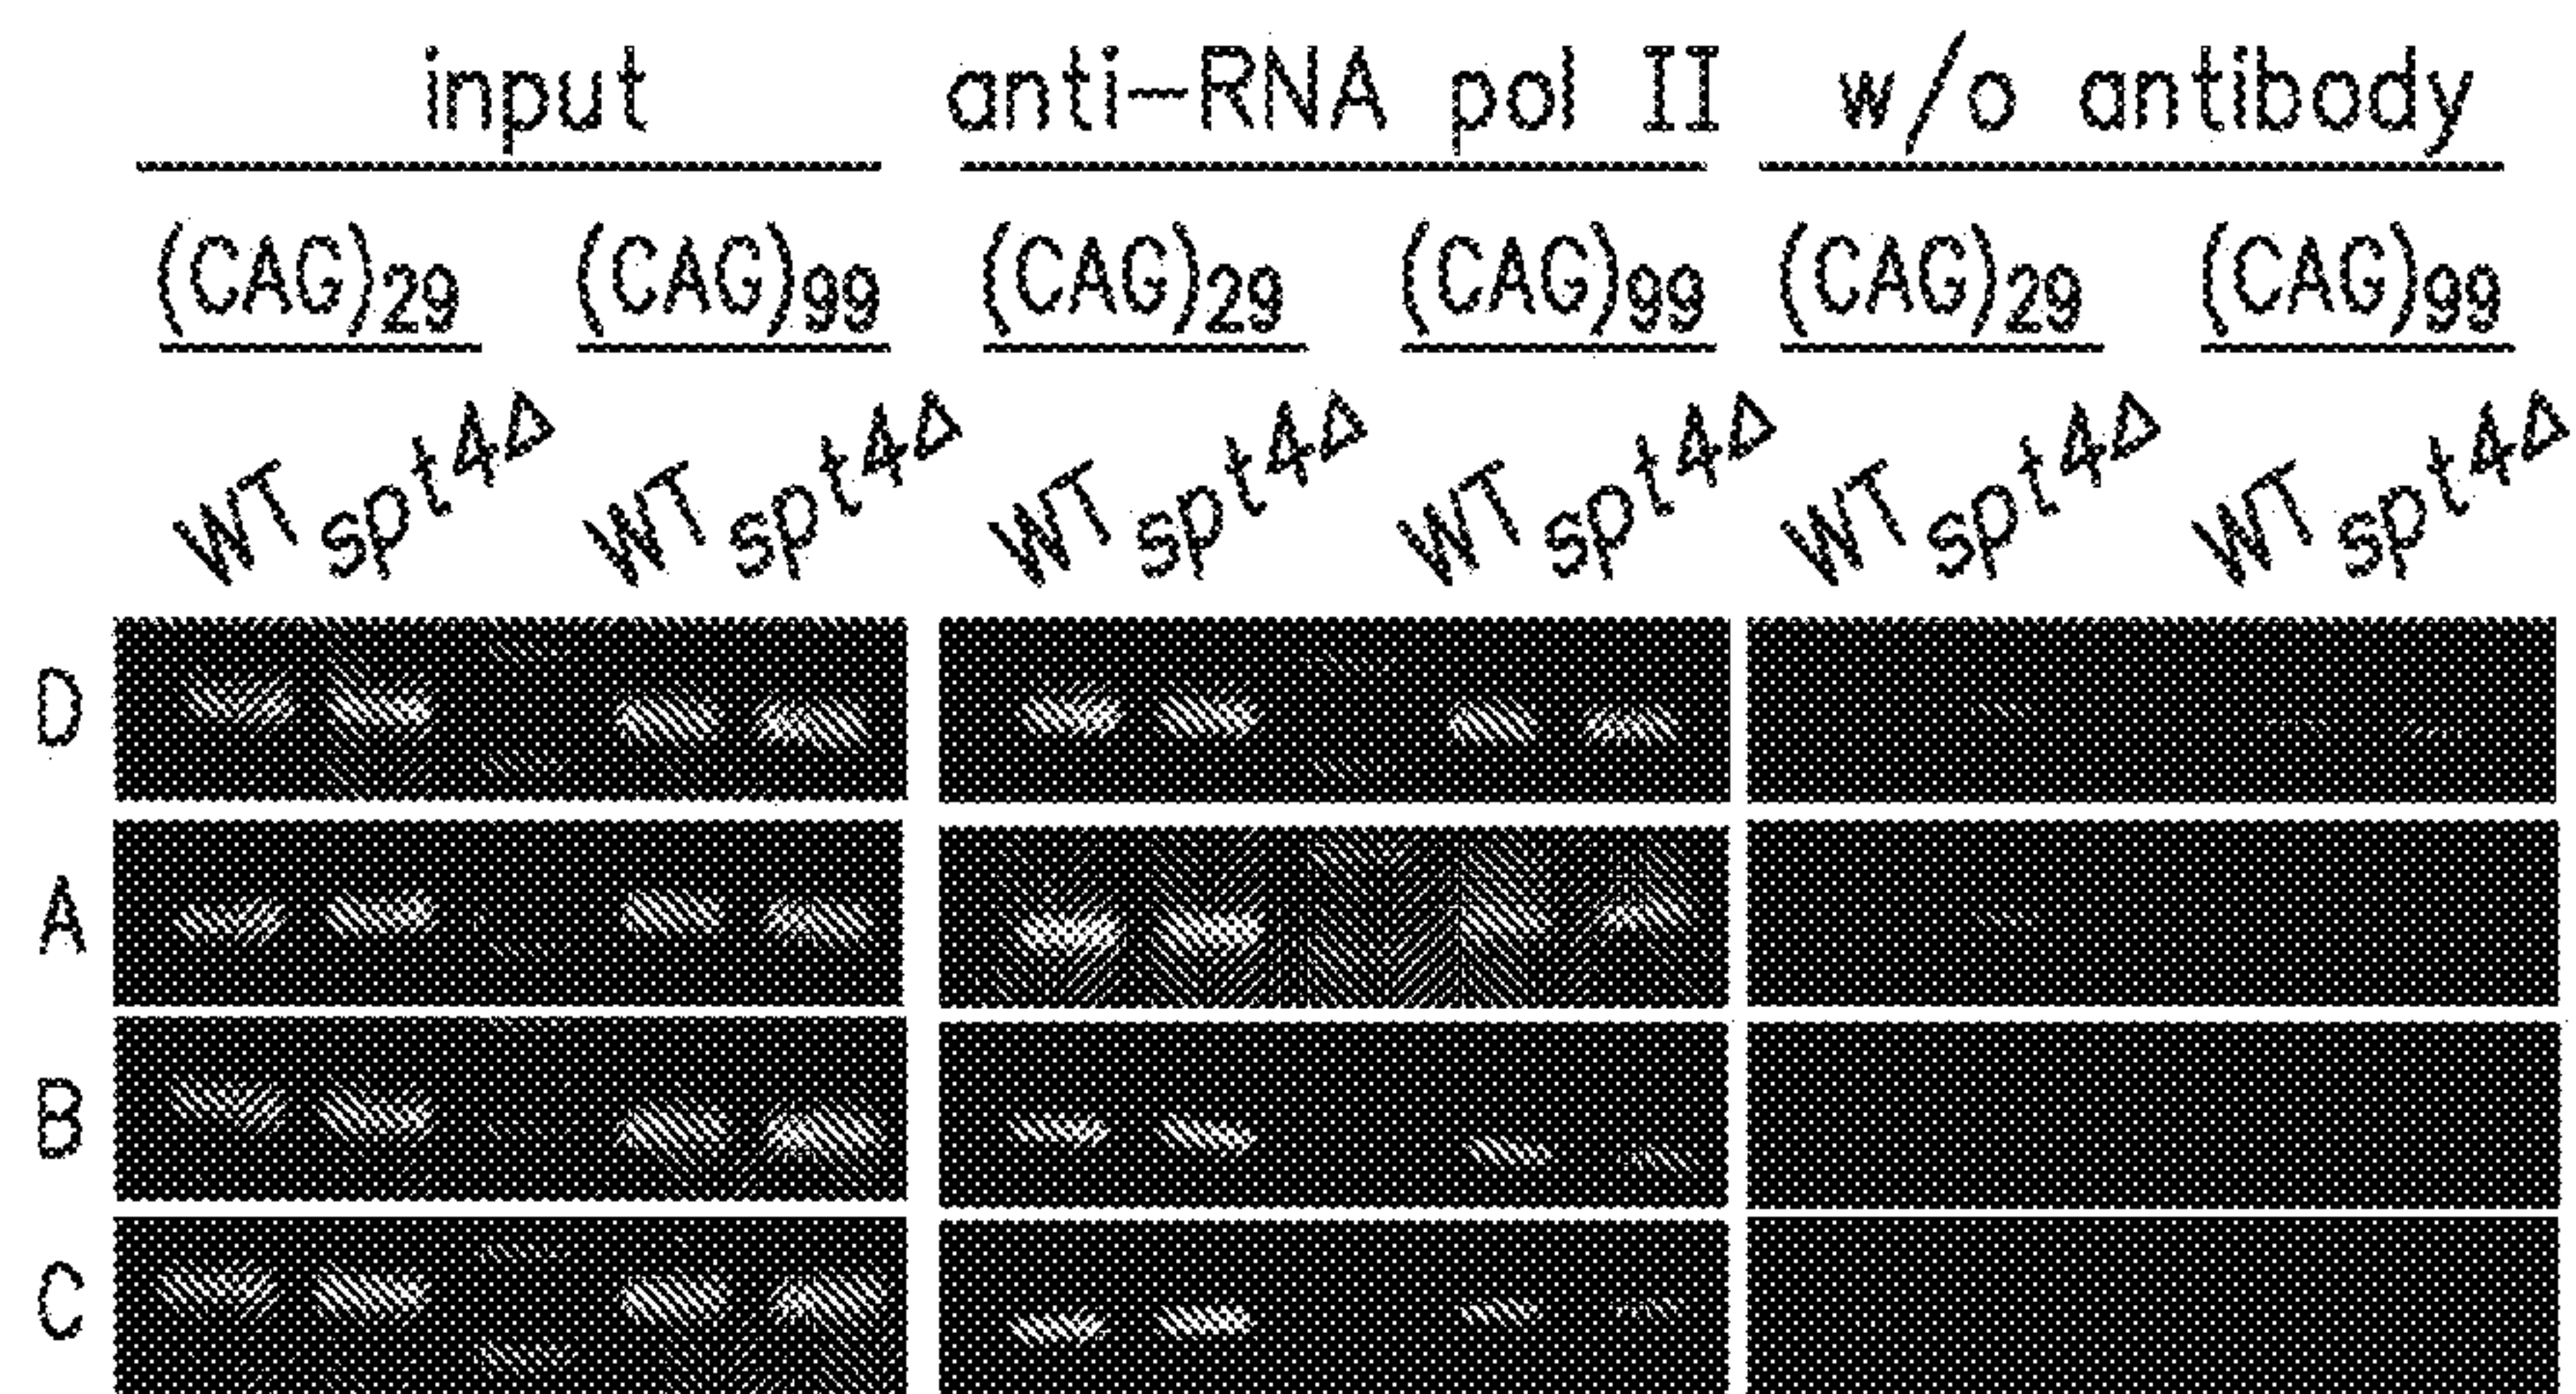 input anti-RNA pol II w/o antibody
(CAG)29 (CAG)99 (CAG)29 (CAG)99 (CAG)29 (CAG)99
WT spt4Δ WT spt4Δ WT spt4Δ WT spt4Δ WT spt4Δ WT spt4Δ
D
A
B
C